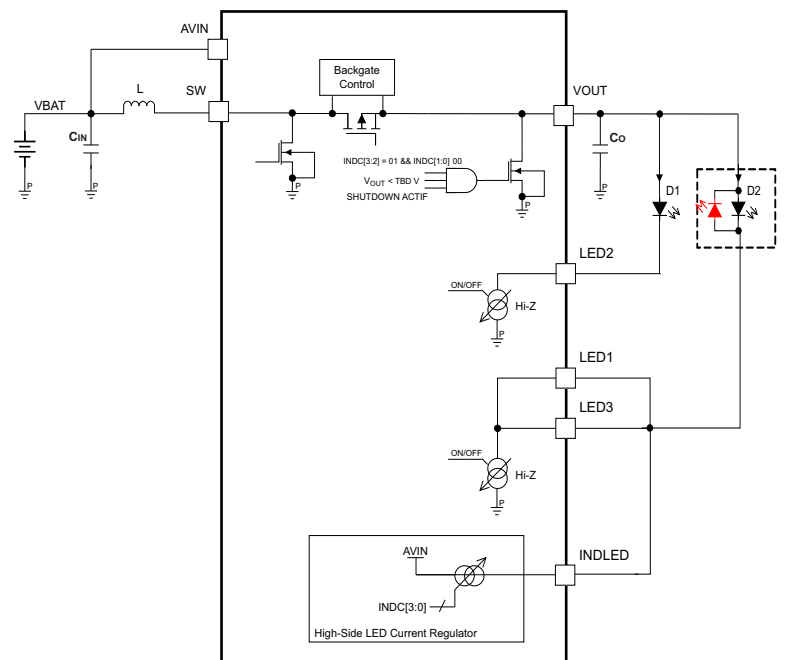 AVIN
Backgate
Control
L
SW
VOUT
VBAT
CIN
P
P
P
INDC[3:2] = 01 && INDC[1:0] 00
VOUT < TBD V
SHUTDOWN ACTIF
P
CO
P
D1
D2
LED2
ON/OFF
Hi-Z
P
LED1
LED3
ON/OFF
Hi-Z
P
INDLED
AVIN
INDC[3:0]
High-Side LED Current Regulator